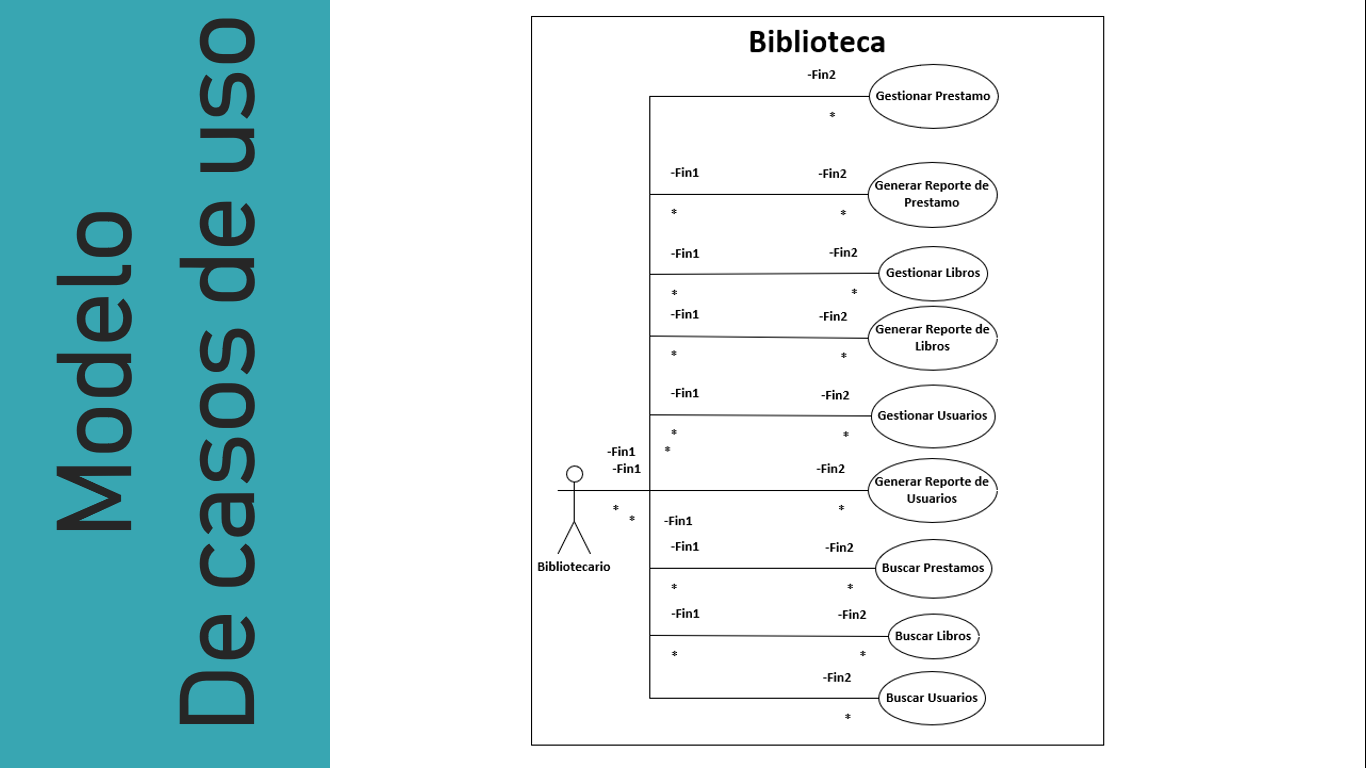 Modelo
De casos de uso
Biblioteca
-Fin2
Gestionar Prestamo
*
-Fin1
-Fin2
Generar Reporte de
Prestamo
*
*
-Fin1
-Fin2
Gestionar Libros
*
*
-Fin1
-Fin2
Generar Reporte de
Libros
*
*
-Fin1
-Fin2
Gestionar Usuarios
*
*
-Fin1
*
-Fin1
-Fin2
Generar Reporte de
Usuarios
*
*
*
-Fin1
-Fin1
-Fin2
Buscar Prestamos
Bibliotecario
*
*
-Fin1
-Fin2
Buscar Libros
*
*
-Fin2
Buscar Usuarios
*